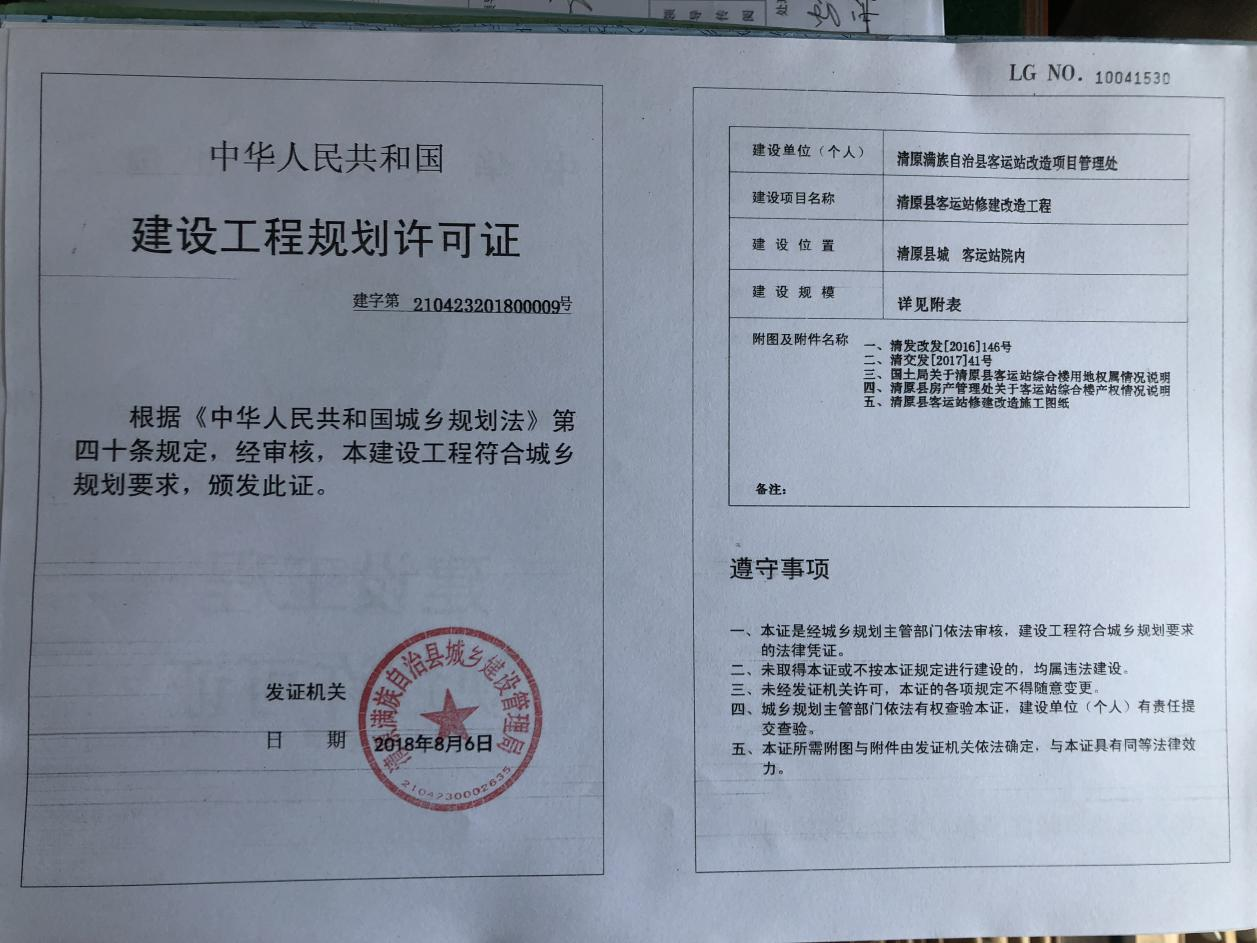 领导传阅
中华人民共和国
建设工程规划许可证
建字第 210423201800009号
根据《中华人民共和国城乡规划法》第
四十条规定，经审核，本建设工程符合城乡
规划要求，颁发此证。
发证机关
日 期 2018年8月6日
清原满族自治县城乡建设管理局
2104230002635
LG NO. 10041530
建设单位（个人） 清原满族自治县客运站改造项目管理处
建设项目名称 清原县客运站修建改造工程
建设位置 清原县城 客运站院内
建设规模 详见附表
附图及附件名称
一、清发改发[2016]146号
二、清交发[2017]41号
三、国土局关于清原县客运站综合楼用地权属情况说明
四、清原县房产管理处关于客运站综合楼产权情况说明
五、清原县客运站修建改造施工图纸
备注：
遵守事项
一、本证是经城乡规划主管部门依法审核，建设工程符合城乡规划要求
的法律凭证。
二、未取得本证或不按本证规定进行建设的，均属违法建设。
三、未经发证机关许可，本证的各项规定不得随意变更。
四、城乡规划主管部门依法有权查验本证，建设单位（个人）有责任提
交查验。
五、本证所需附图与附件由发证机关依法确定，与本证具有同等法律效
力。